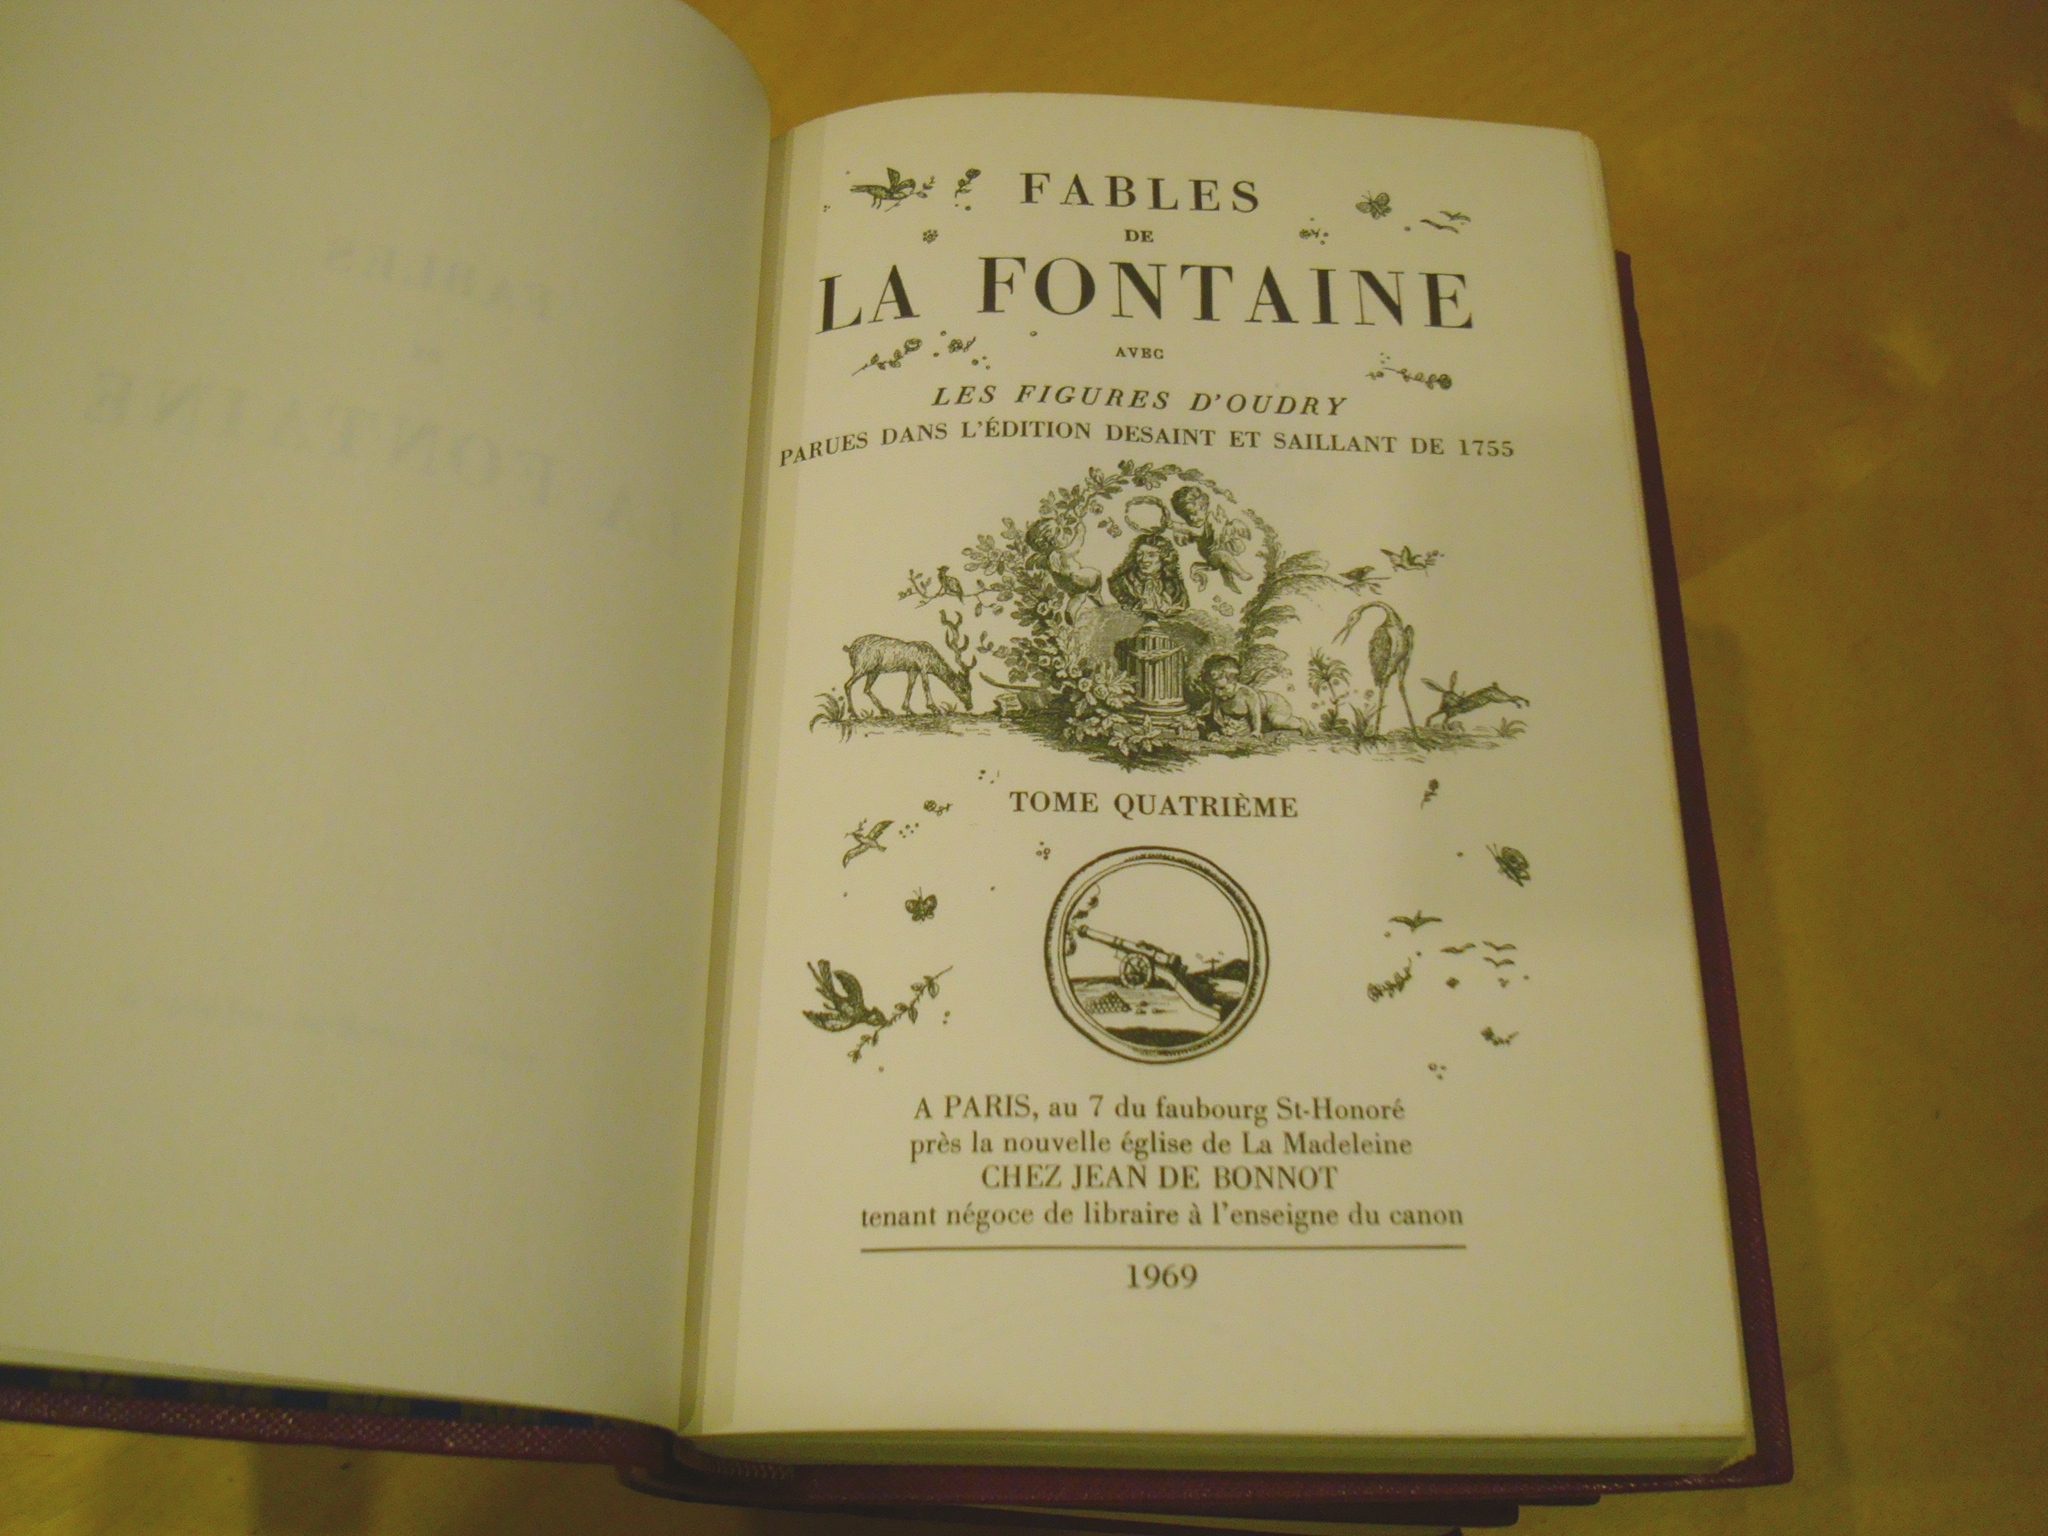 FABLES
DE
LA FONTAINE
AVEC
LES FIGURES D'OUDRY
PARUES DANS L'ÉDITION DESAINT ET SAILLANT DE 1755
TOME QUATRIÈME
A PARIS, au 7 du faubourg St-Honoré
près la nouvelle église de La Madeleine
CHEZ JEAN DE BONNOT
tenant négoce de libraire à l'enseigne du canon
1969